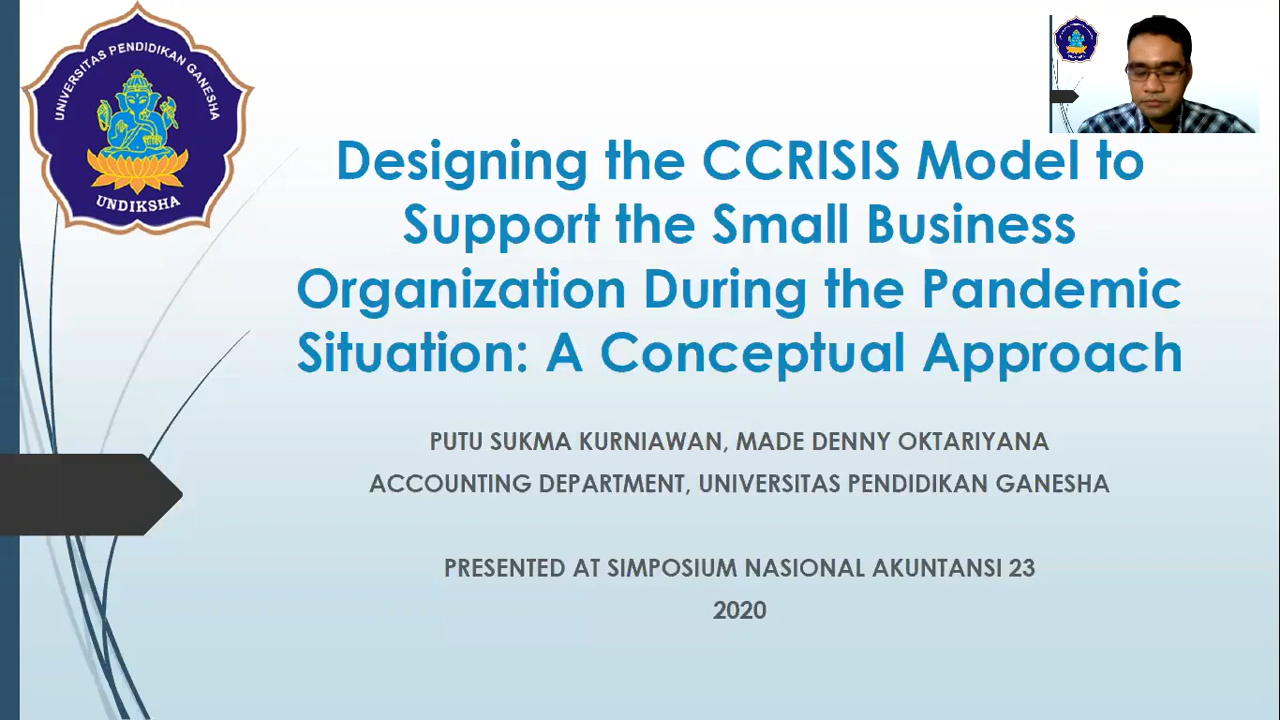 UNIVERSITAS PENDIDIKAN GANESHA
UNDIKSHA
Designing the CCRISIS Model to
Support the Small Business
Organization During the Pandemic
Situation: A Conceptual Approach
PUTU SUKMA KURNIAWAN, MADE DENNY OKTARIYANA
ACCOUNTING DEPARTMENT, UNIVERSITAS PENDIDIKAN GANESHA
PRESENTED AT SIMPOSIUM NASIONAL AKUNTANSI 23
2020